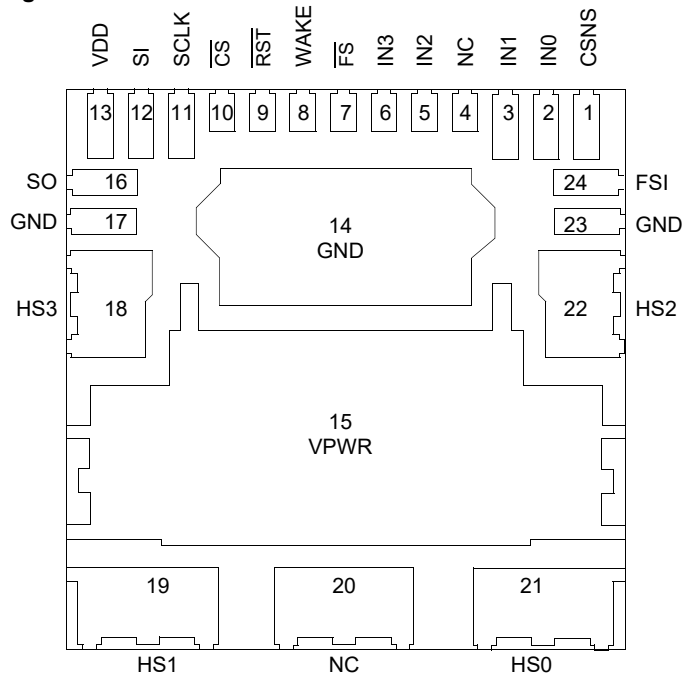 VDD SI SCLK CS RST WAKE FS IN3 IN2 NC IN1 IN0 CSNS
13 12 11 10 9 8 7 6 5 4 3 2 1
SO 16 24 FSI
14
GND
GND 17 23 GND
HS3 18 22 HS2
15
VPWR
19 20 21
HS1 NC HS0